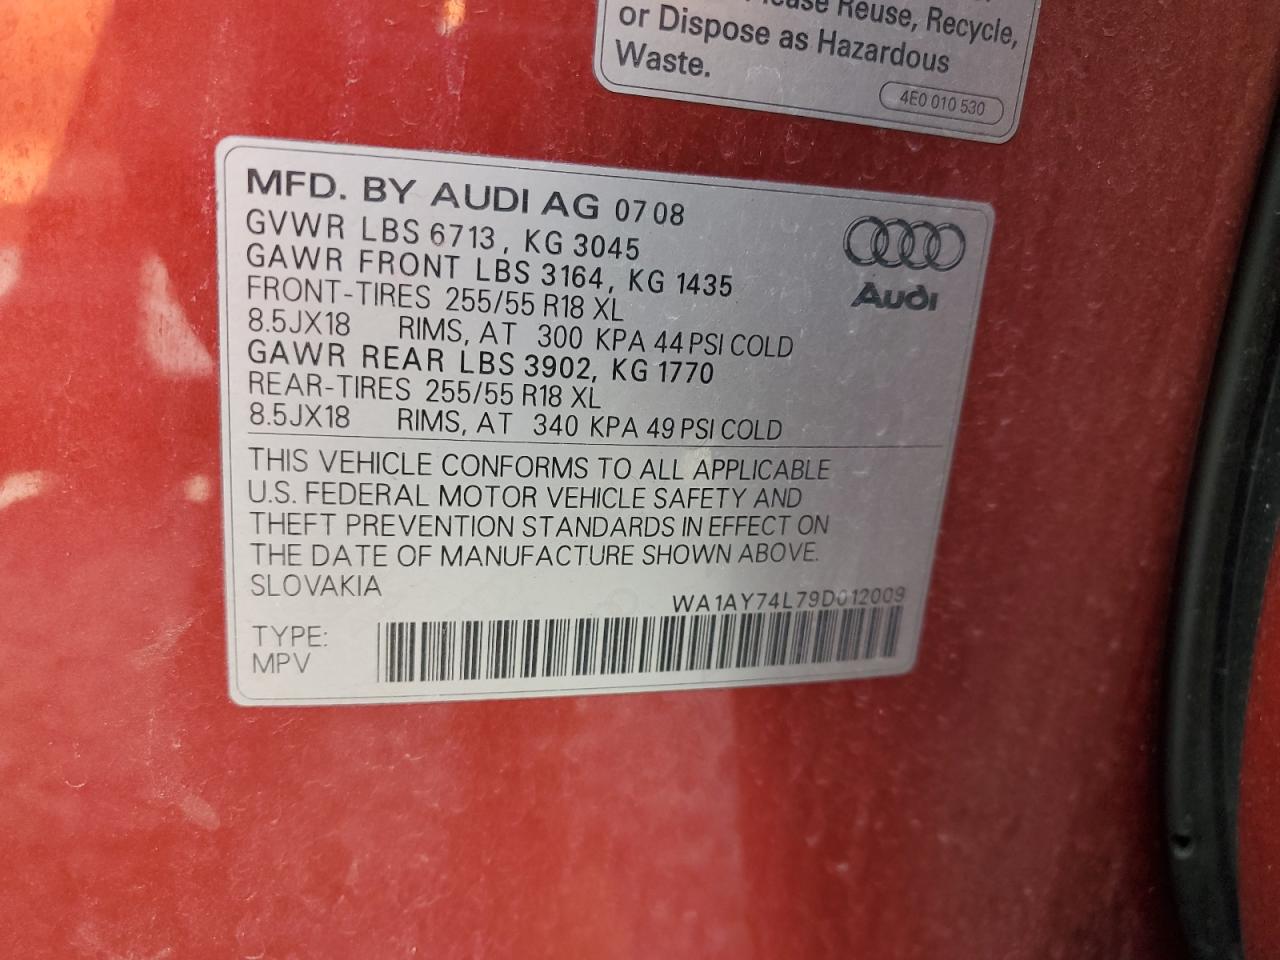 ease Reuse, Recycle,
or Dispose as Hazardous
Waste.
4E0 010 530
MFD. BY AUDI AG 07 08
GVWR LBS 6713, KG 3045
GAWR FRONT LBS 3164, KG 1435
FRONT-TIRES 255/55 R18 XL
8.5JX18 RIMS, AT 300 KPA 44 PSI COLD
GAWR REAR LBS 3902, KG 1770
REAR-TIRES 255/55 R18 XL
8.5JX18 RIMS, AT 340 KPA 49 PSI COLD
Audi
THIS VEHICLE CONFORMS TO ALL APPLICABLE
U.S. FEDERAL MOTOR VEHICLE SAFETY AND
THEFT PREVENTION STANDARDS IN EFFECT ON
THE DATE OF MANUFACTURE SHOWN ABOVE.
SLOVAKIA
WA1AY74L79D012009
TYPE:
MPV